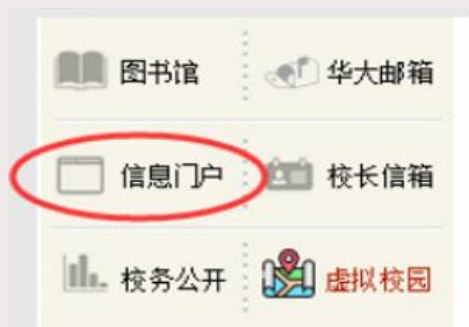 图书馆 华大邮箱
信息门户 校长信箱
校务公开 虚拟校园